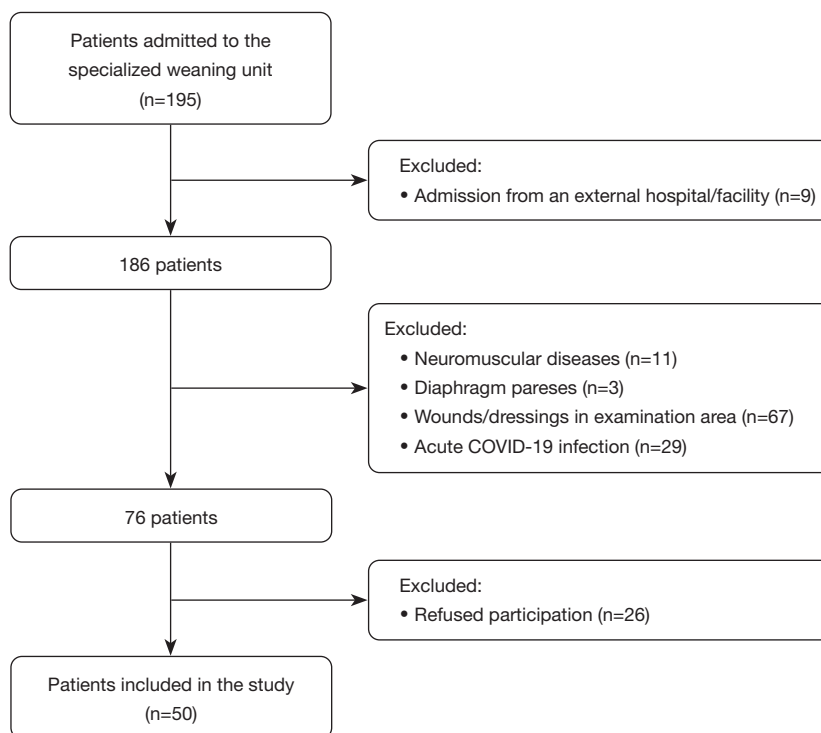 Patients admitted to the
specialized weaning unit
(n=195)
Excluded:
• Admission from an external hospital/facility (n=9)
186 patients
Excluded:
• Neuromuscular diseases (n=11)
• Diaphragm pareses (n=3)
• Wounds/dressings in examination area (n=67)
• Acute COVID-19 infection (n=29)
76 patients
Excluded:
• Refused participation (n=26)
Patients included in the study
(n=50)